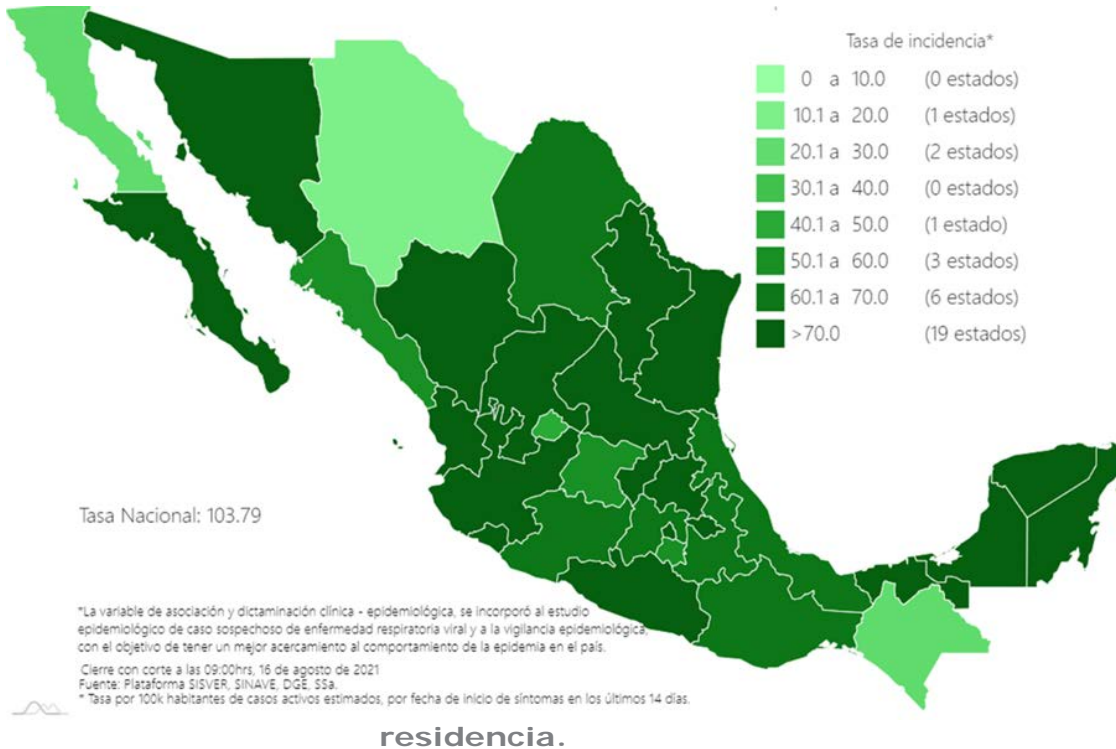 Tasa de incidencia*
0 a 10.0 (0 estados)
10.1 a 20.0 (1 estados)
20.1 a 30.0 (2 estados)
30.1 a 40.0 (0 estados)
40.1 a 50.0 (1 estado)
50.1 a 60.0 (3 estados)
60.1 a 70.0 (6 estados)
>70.0 (19 estados)
Tasa Nacional: 103.79
*La variable de asociación y dictaminación clínica - epidemiológica, se incorporó al estudio
epidemiológico de caso sospechoso de enfermedad respiratoria viral y a la vigilancia epidemiológica,
con el objetivo de tener un mejor acercamiento al comportamiento de la epidemia en el país.
Cierre con corte a las 09:00hrs, 16 de agosto de 2021
Fuente: Plataforma SISVER, SINAVE, DGE, SSa.
* Tasa por 100k habitantes de casos activos estimados, por fecha de inicio de síntomas en los últimos 14 días.
residencia.